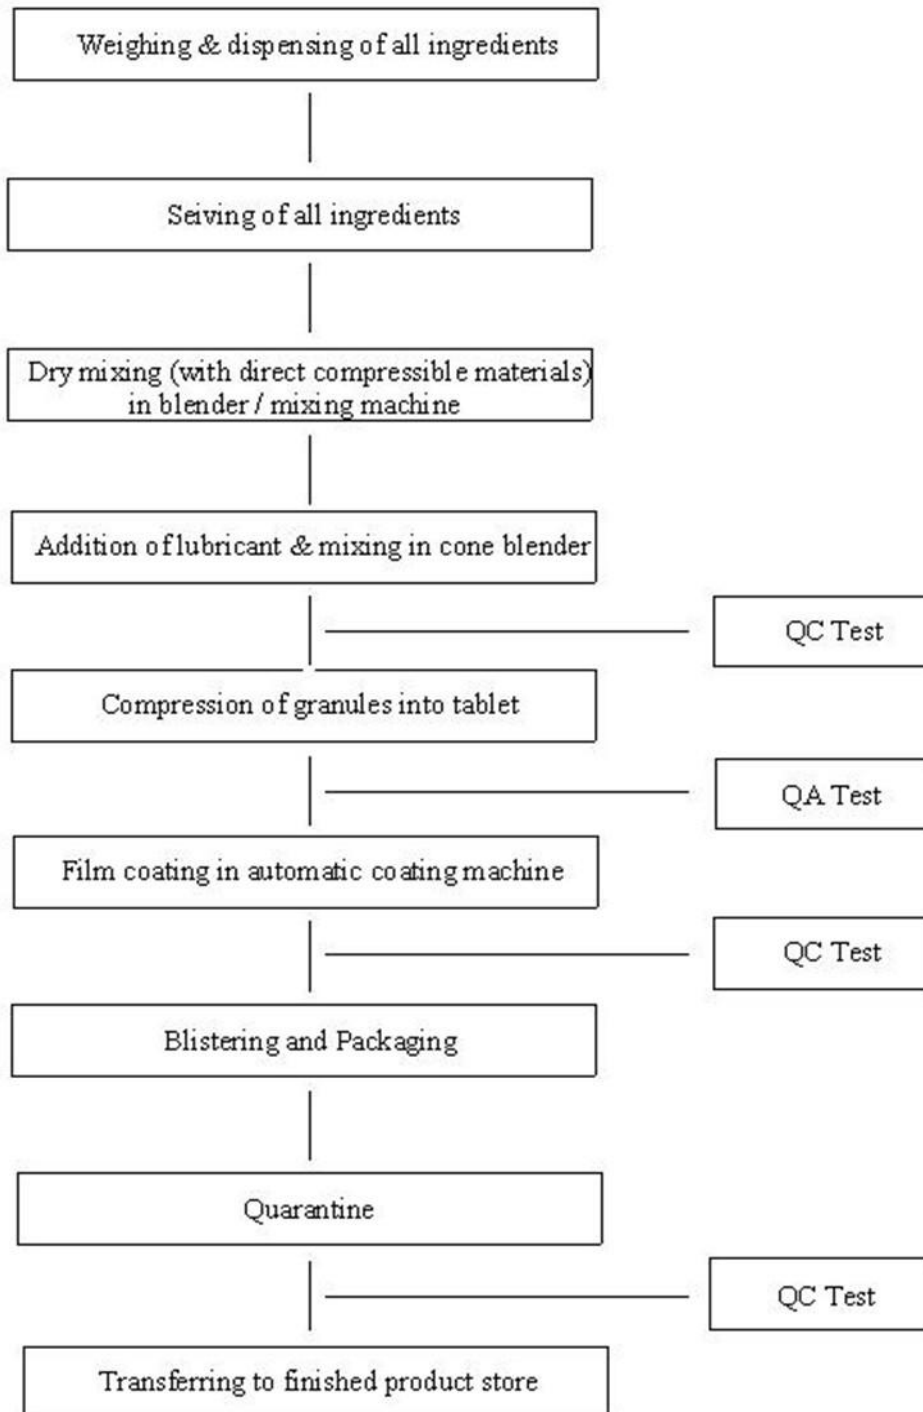 Weighing & dispensing of all ingredients
Seiving of all ingredients
Dry mixing (with direct compressible materials)
in blender / mixing machine
Addition of lubricant & mixing in cone blender
QC Test
Compression of granules into tablet
QA Test
Film coating in automatic coating machine
QC Test
Blistering and Packaging
Quarantine
QC Test
Transferring to finished product store